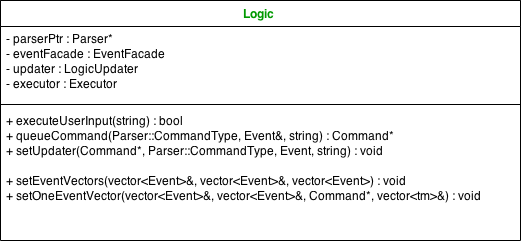 Logic
- parserPtr : Parser*
- eventFacade : EventFacade
- updater : LogicUpdater
- executor : Executor
+ executeUserInput(string) : bool
+ queueCommand(Parser::CommandType, Event&, string) : Command*
+ setUpdater(Command*, Parser::CommandType, Event, string) : void
+ setEventVectors(vector<Event>&, vector<Event>&, vector<Event>) : void
+ setOneEventVector(vector<Event>&, vector<Event>&, Command*, vector<tm>&) : void